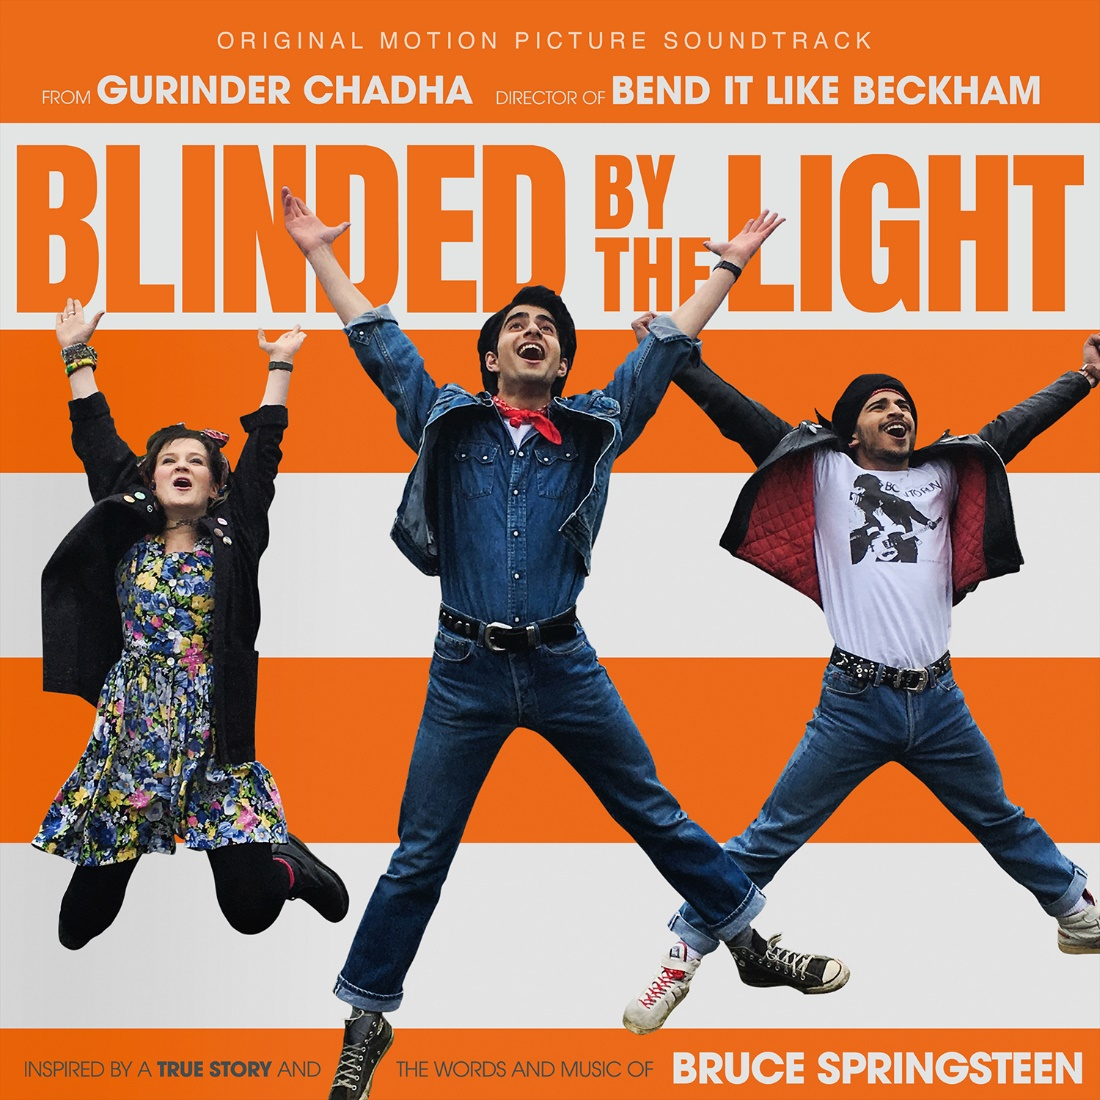 ORIGINAL MOTION PICTURE SOUNDTRACK
FROM GURINDER CHADHA DIRECTOR OF BEND IT LIKE BECKHAM
BLINDED BY THE LIGHT
INSPIRED BY A TRUE STORY AND THE WORDS AND MUSIC OF BRUCE SPRINGSTEEN